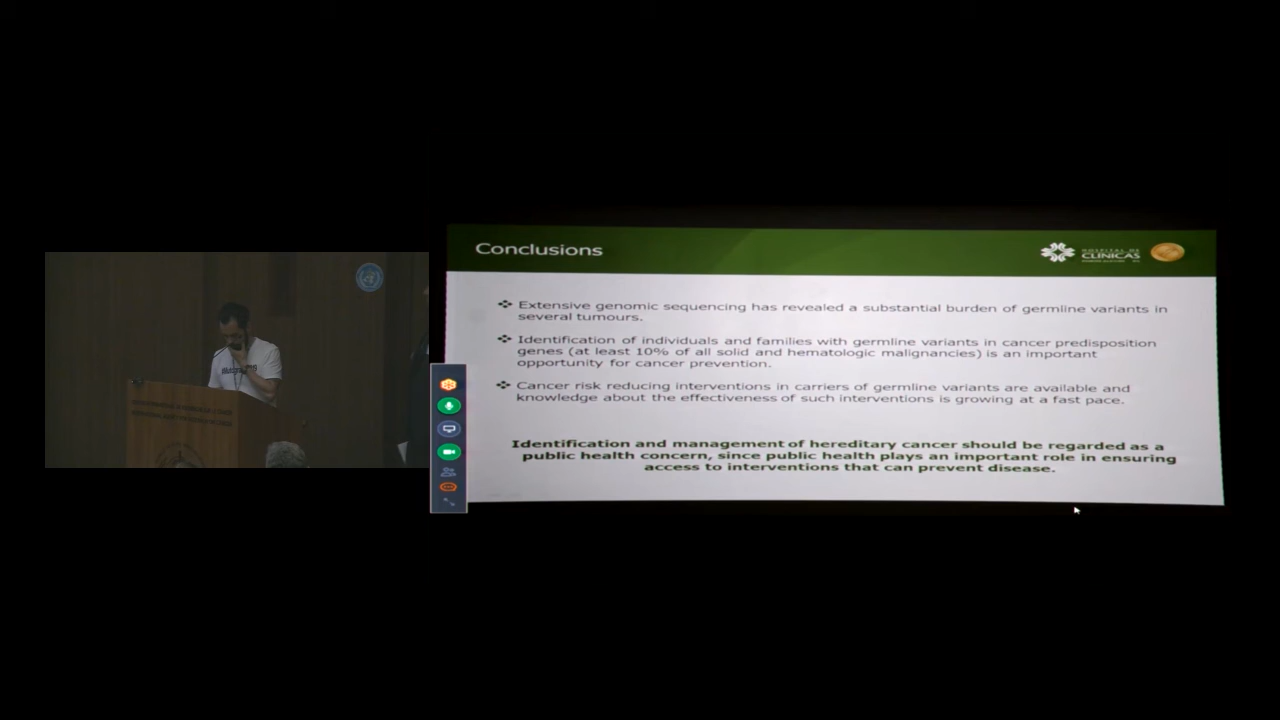 Conclusions
HOSPITAL DE
CLINICAS
Extensive genomic sequencing has revealed a substantial burden of germline variants in
several tumours.
Identification of individuals and families with germline variants in cancer predisposition
genes (at least 10% of all solid and hematologic malignancies) is an important
opportunity for cancer prevention.
Cancer risk reducing interventions in carriers of germline variants are available and
knowledge about the effectiveness of such interventions is growing at a fast pace.
Identification and management of hereditary cancer should be regarded as a
public health concern, since public health plays an important role in ensuring
access to interventions that can prevent disease.